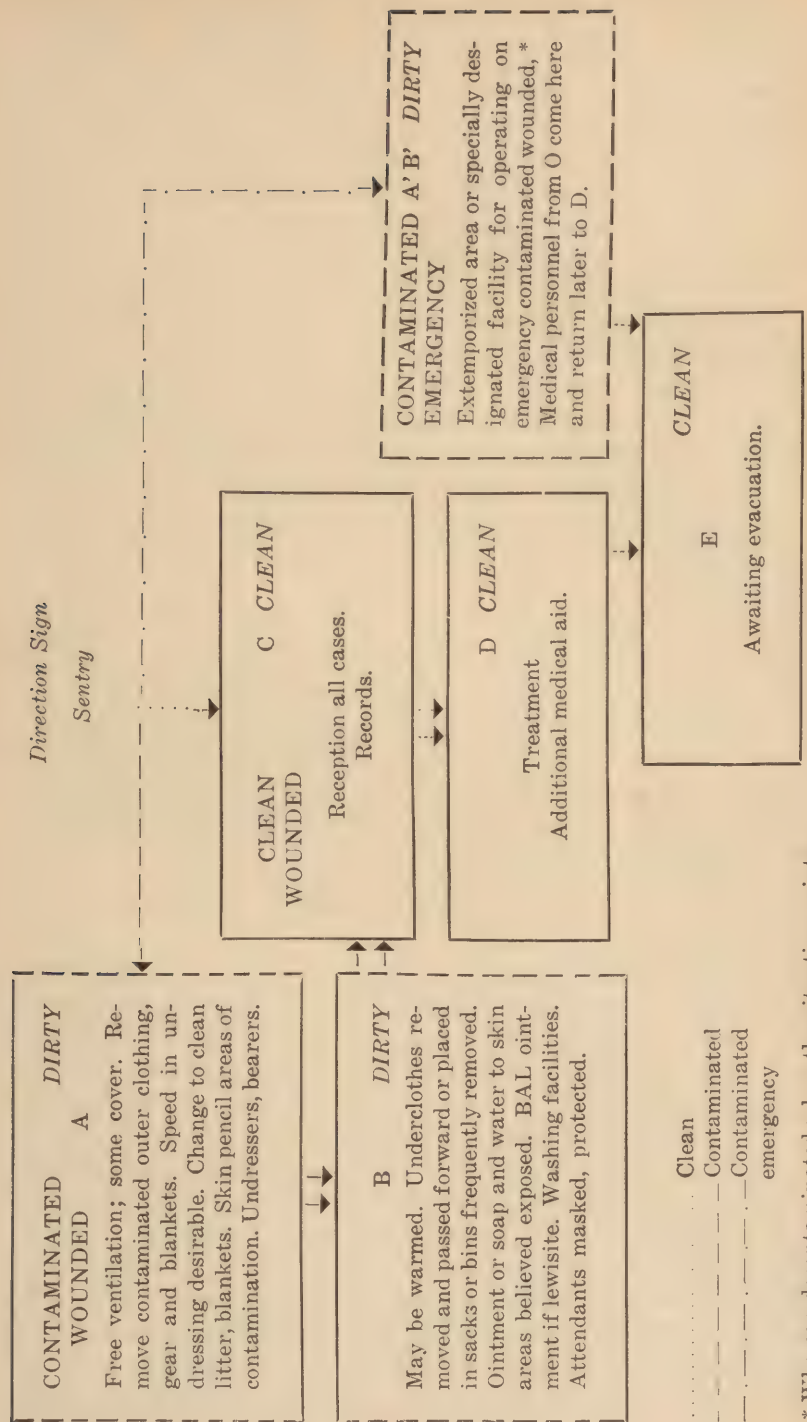 Direction Sign
Sentry
CONTAMINATED A DIRTY
WOUNDED
Free ventilation; some cover. Re-
move contaminated outer clothing,
gear and blankets. Speed in un-
dressing desirable. Change to clean
litter, blankets. Skin pencil areas of
contamination. Undressers, bearers.
B DIRTY
May be warmed. Underclothes re-
moved and passed forward or placed
in sacks or bins frequently removed.
Ointment or soap and water to skin
areas believed exposed. BAL oint-
ment if lewisite. Washing facilities.
Attendants masked, protected.
CLEAN C CLEAN
WOUNDED
Reception all cases.
Records.
D CLEAN
Treatment
Additional medical aid.
CONTAMINATED A' B' DIRTY
EMERGENCY
Extemporized area or specially des-
ignated facility for operating on
emergency contaminated wounded, *
Medical personnel from O come here
and return later to D.
E CLEAN
Awaiting evacuation.
Clean
Contaminated
Contaminated
emergency